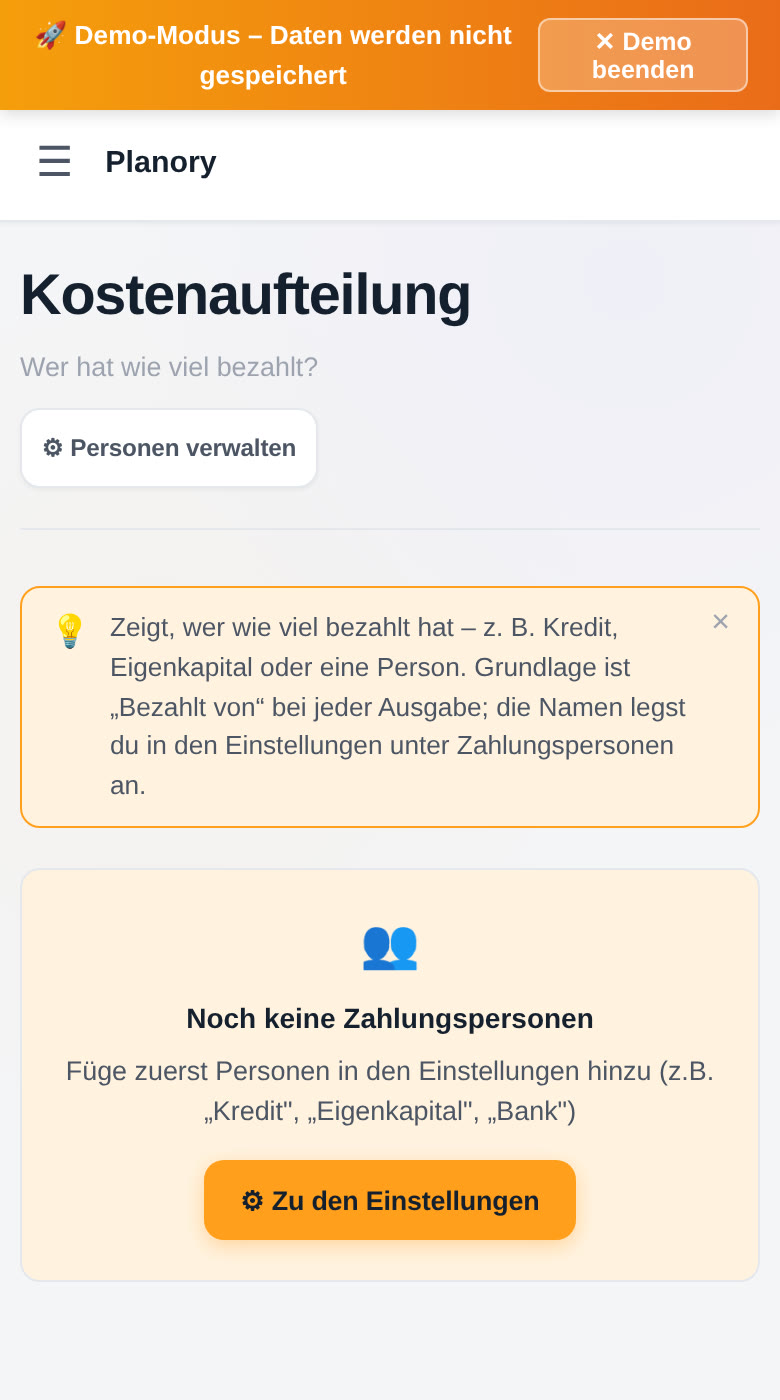 🚀 Demo-Modus – Daten werden nicht
gespeichert
✕ Demo
beenden
☰ Planory
Kostenaufteilung
Wer hat wie viel bezahlt?
⚙ Personen verwalten
💡 Zeigt, wer wie viel bezahlt hat – z. B. Kredit, ✕
Eigenkapital oder eine Person. Grundlage ist
„Bezahlt von“ bei jeder Ausgabe; die Namen legst
du in den Einstellungen unter Zahlungspersonen
an.
👥
Noch keine Zahlungspersonen
Füge zuerst Personen in den Einstellungen hinzu (z.B.
„Kredit", „Eigenkapital", „Bank")
⚙ Zu den Einstellungen